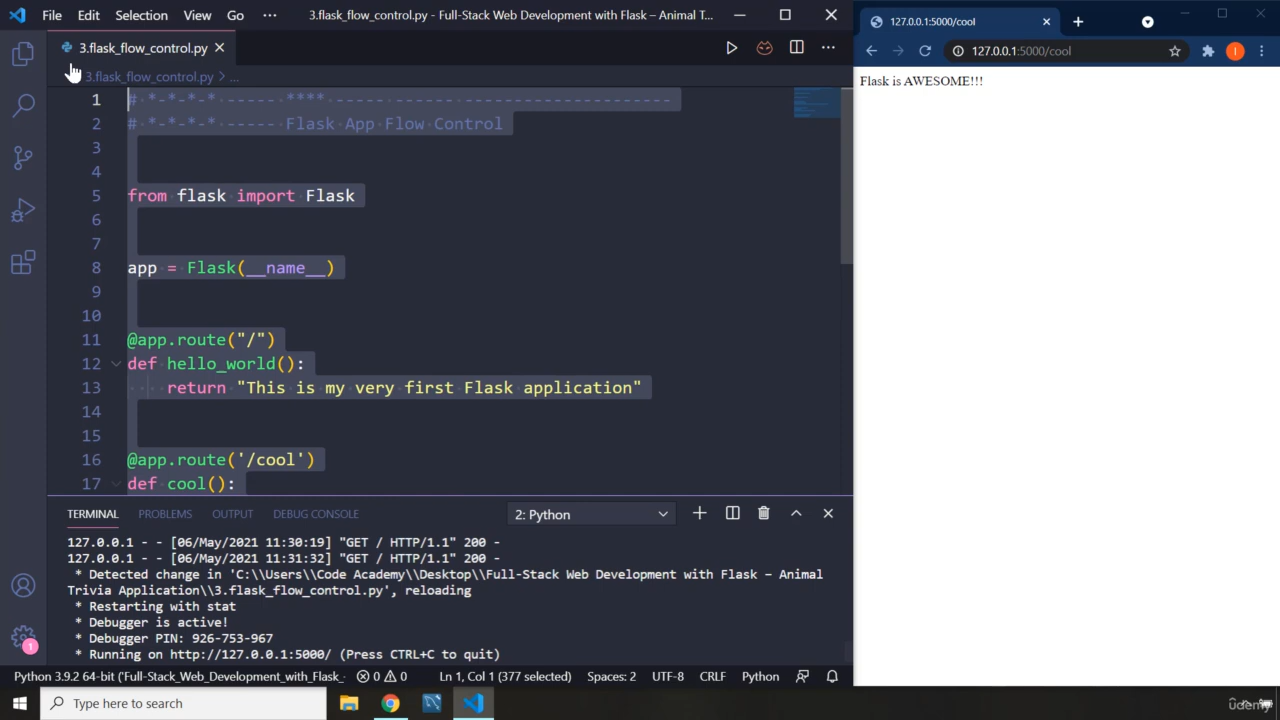 File Edit Selection View Go ··· 3.flask_flow_control.py - Full-Stack Web Development with Flask – Animal T...
3.flask_flow_control.py
3.flask_flow_control.py > ...
1 # *-*-*-* ----- **** ------ ------ ---------------------
2 # *-*-*-* ----- Flask App Flow Control
3
4
5 from flask import Flask
6
7
8 app = Flask(__name__)
9
10
11 @app.route("/")
12 def hello_world():
13 return "This is my very first Flask application"
14
15
16 @app.route('/cool')
17 def cool():
TERMINAL PROBLEMS OUTPUT DEBUG CONSOLE 2: Python
127.0.0.1 - - [06/May/2021 11:30:19] "GET / HTTP/1.1" 200 -
127.0.0.1 - - [06/May/2021 11:31:32] "GET / HTTP/1.1" 200 -
* Detected change in 'C:\\Users\\Code Academy\\Desktop\\Full-Stack Web Development with Flask – Animal
Trivia Application\\3.flask_flow_control.py', reloading
* Restarting with stat
* Debugger is active!
* Debugger PIN: 926-753-967
* Running on http://127.0.0.1:5000/ (Press CTRL+C to quit)
Python 3.9.2 64-bit ('Full-Stack_Web_Development_with_Flask_- 0 0 Ln 1, Col 1 (377 selected) Spaces: 2 UTF-8 CRLF Python
1
127.0.0.1:5000/cool
127.0.0.1:5000/cool
I
Flask is AWESOME!!!
Type here to search
udemy